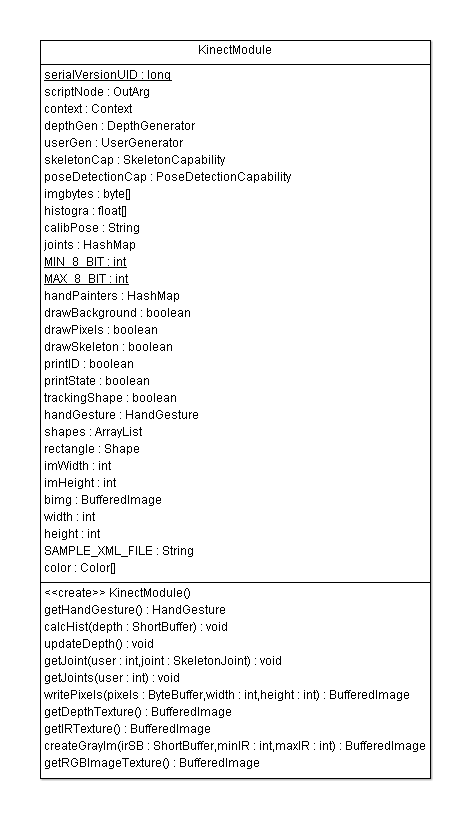 KinectModule
serialVersionUID : long
scriptNode : OutArg
context : Context
depthGen : DepthGenerator
userGen : UserGenerator
skeletonCap : SkeletonCapability
poseDetectionCap : PoseDetectionCapability
imgbytes : byte[]
histogra : float[]
calibPose : String
joints : HashMap
MIN_8_BIT : int
MAX_8_BIT : int
handPainters : HashMap
drawBackground : boolean
drawPixels : boolean
drawSkeleton : boolean
printID : boolean
printState : boolean
trackingShape : boolean
handGesture : HandGesture
shapes : ArrayList
rectangle : Shape
imWidth : int
imHeight : int
bimg : BufferedImage
width : int
height : int
SAMPLE_XML_FILE : String
color : Color[]
<<create>> KinectModule()
getHandGesture() : HandGesture
calcHist(depth : ShortBuffer) : void
updateDepth() : void
getJoint(user : int,joint : SkeletonJoint) : void
getJoints(user : int) : void
writePixels(pixels : ByteBuffer,width : int,height : int) : BufferedImage
getDepthTexture() : BufferedImage
getIRTexture() : BufferedImage
createGrayIm(irSB : ShortBuffer,minIR : int,maxIR : int) : BufferedImage
getRGBImageTexture() : BufferedImage